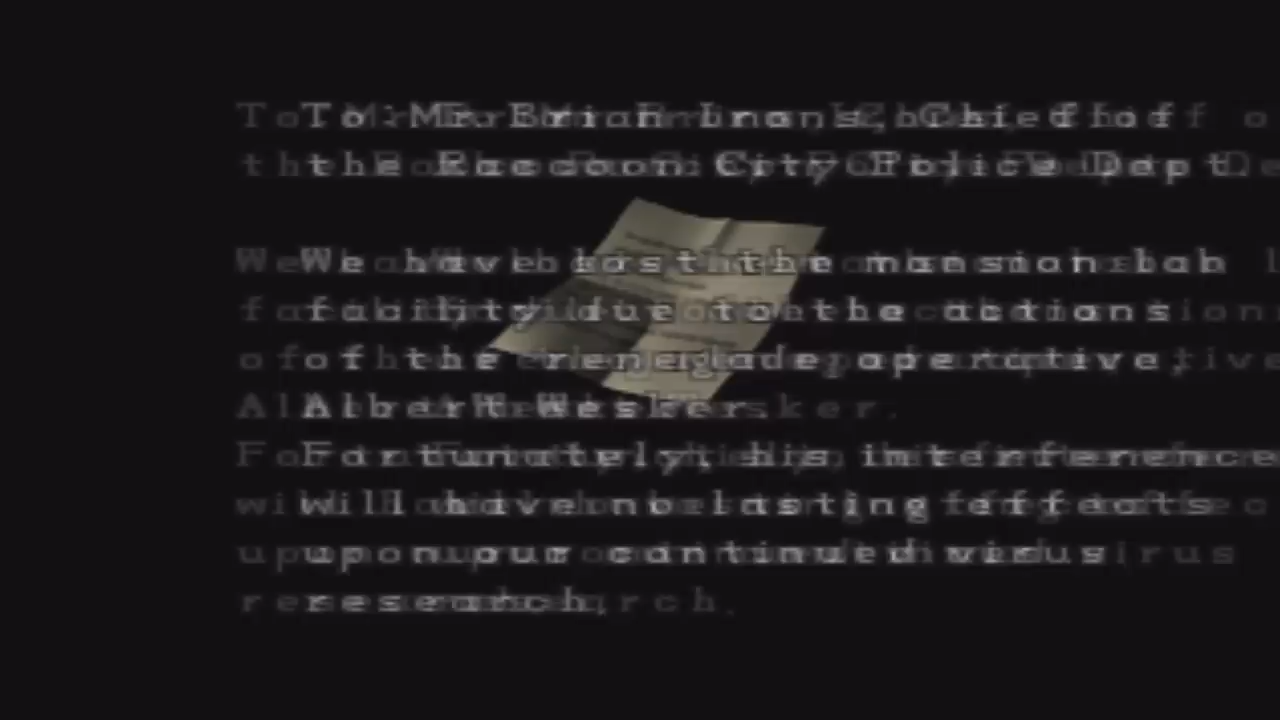 To: Mr. Brian Irons, Chief of
the Raccoon City Police Dept.
We have lost the mansion lab
facility due to the actions
of the renegade operative,
Albert Wesker.
Fortunately, his interference
will have no lasting effects
upon our continued virus
research.